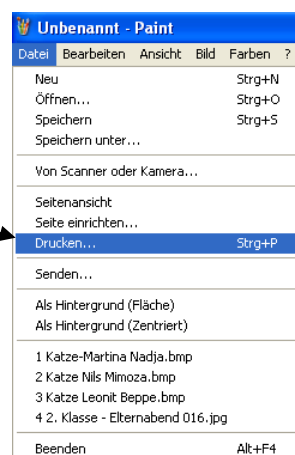 Unbenannt - Paint
Datei Bearbeiten Ansicht Bild Farben ?
Neu Strg+N
Öffnen... Strg+O
Speichern Strg+S
Speichern unter...
Von Scanner oder Kamera...
Seitenansicht
Seite einrichten...
Drucken... Strg+P
Senden...
Als Hintergrund (Fläche)
Als Hintergrund (Zentriert)
1 Katze-Martina Nadja.bmp
2 Katze Nils Mimoza.bmp
3 Katze Leonit Beppe.bmp
4 2. Klasse - Elternabend 016.jpg
Beenden Alt+F4